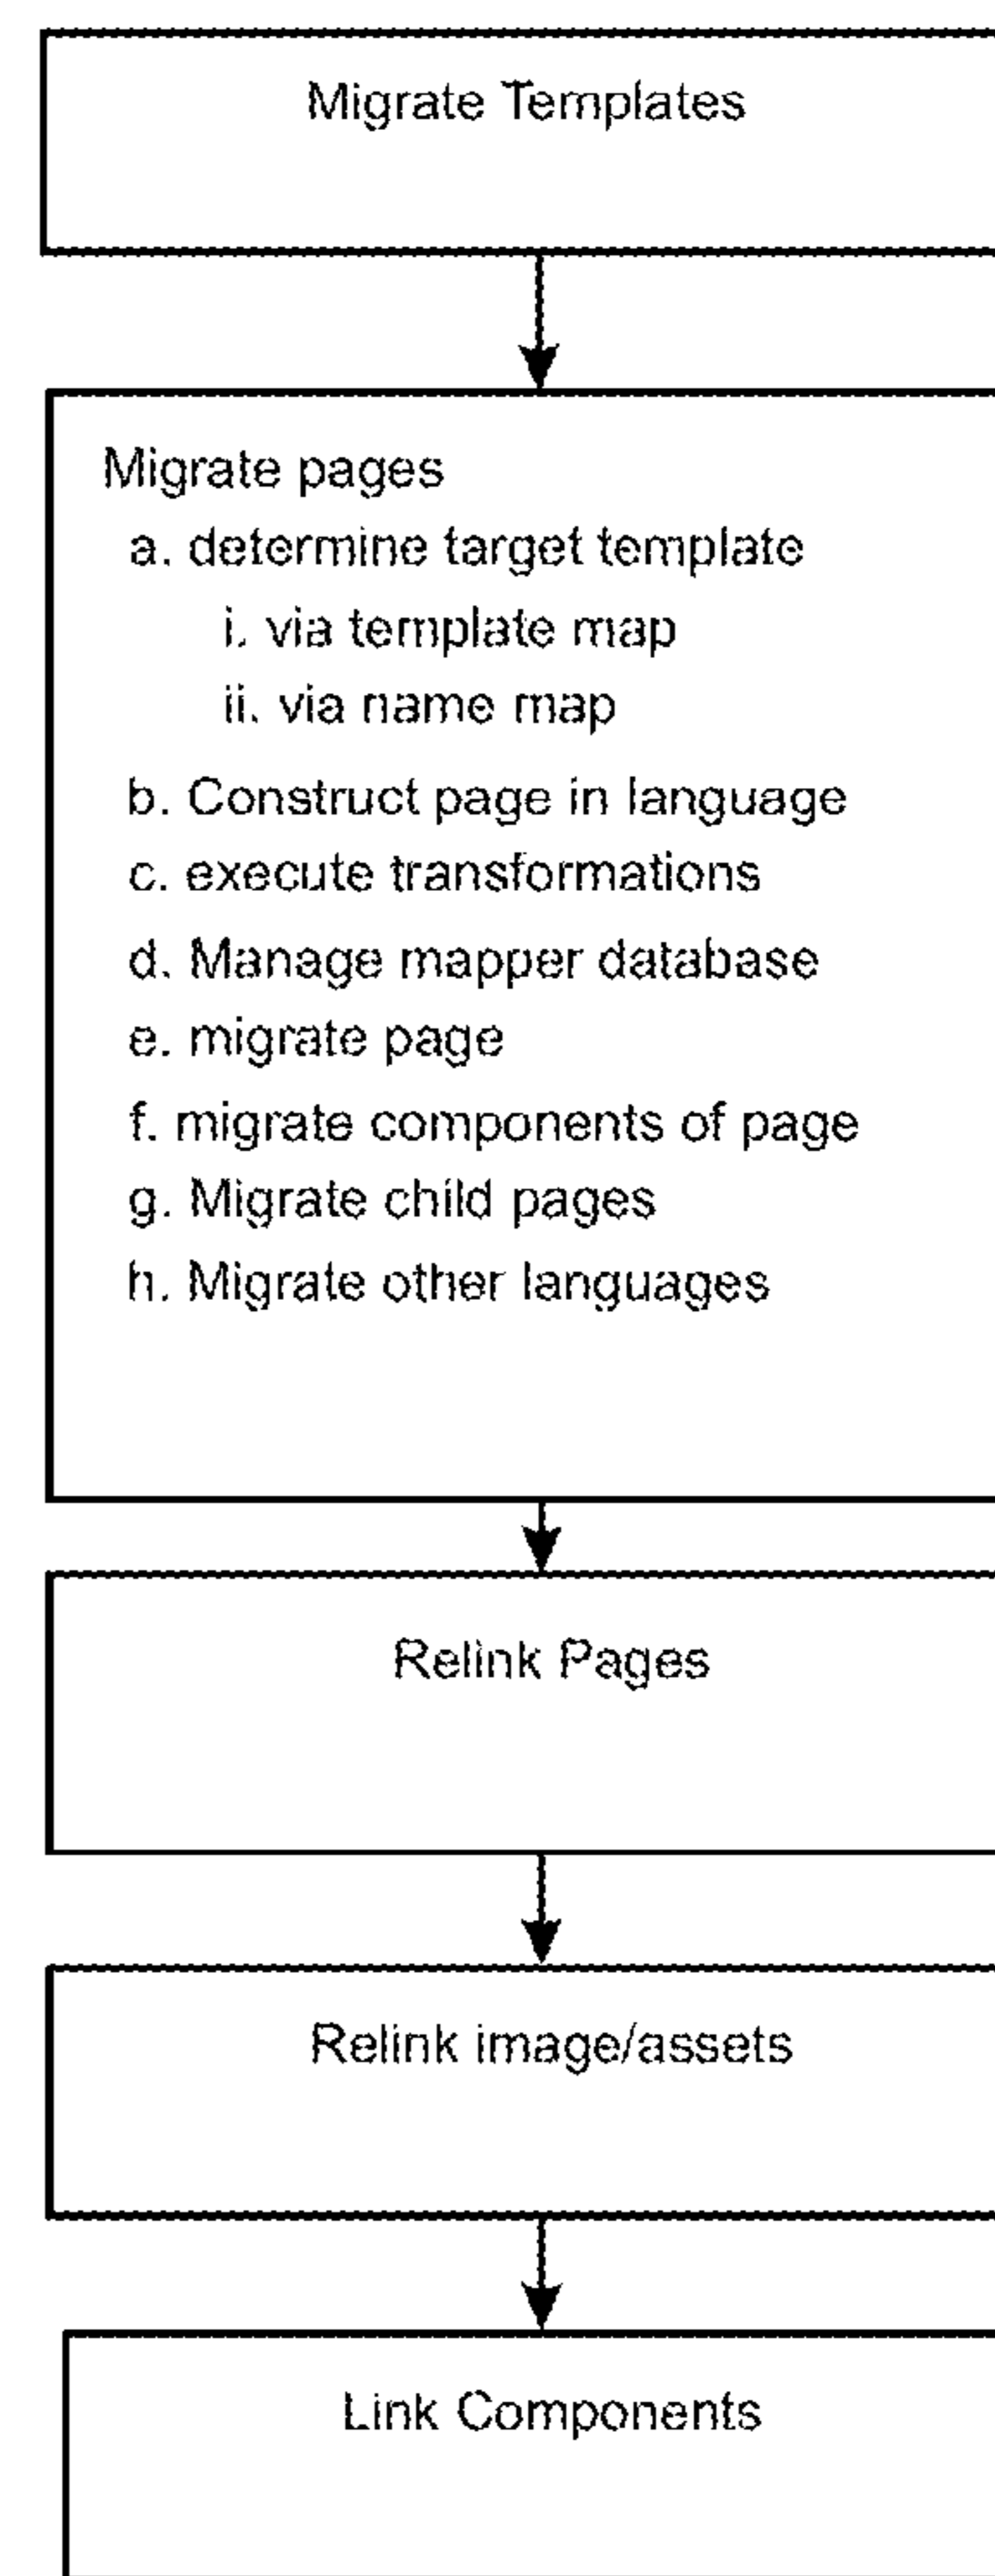 Migrate Templates
Migrate pages
a. determine target template
i. via template map
ii. via name map
b. Construct page in language
c. execute transformations
d. Manage mapper database
e. migrate page
f. migrate components of page
g. Migrate child pages
h. Migrate other languages
Relink Pages
Relink image/assets
Link Components